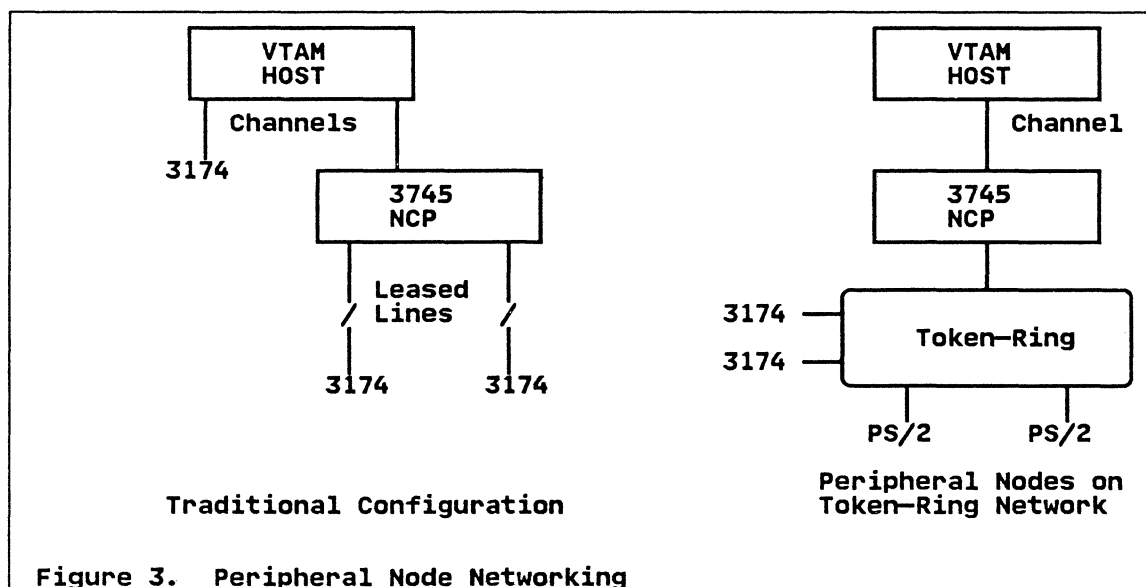 VTAM
HOST
Channels
3174
3745
NCP
Leased
Lines
3174
3174
Traditional Configuration
VTAM
HOST
Channel
3745
NCP
3174
3174
Token-Ring
PS/2
PS/2
Peripheral Nodes on
Token-Ring Network
Figure 3. Peripheral Node Networking